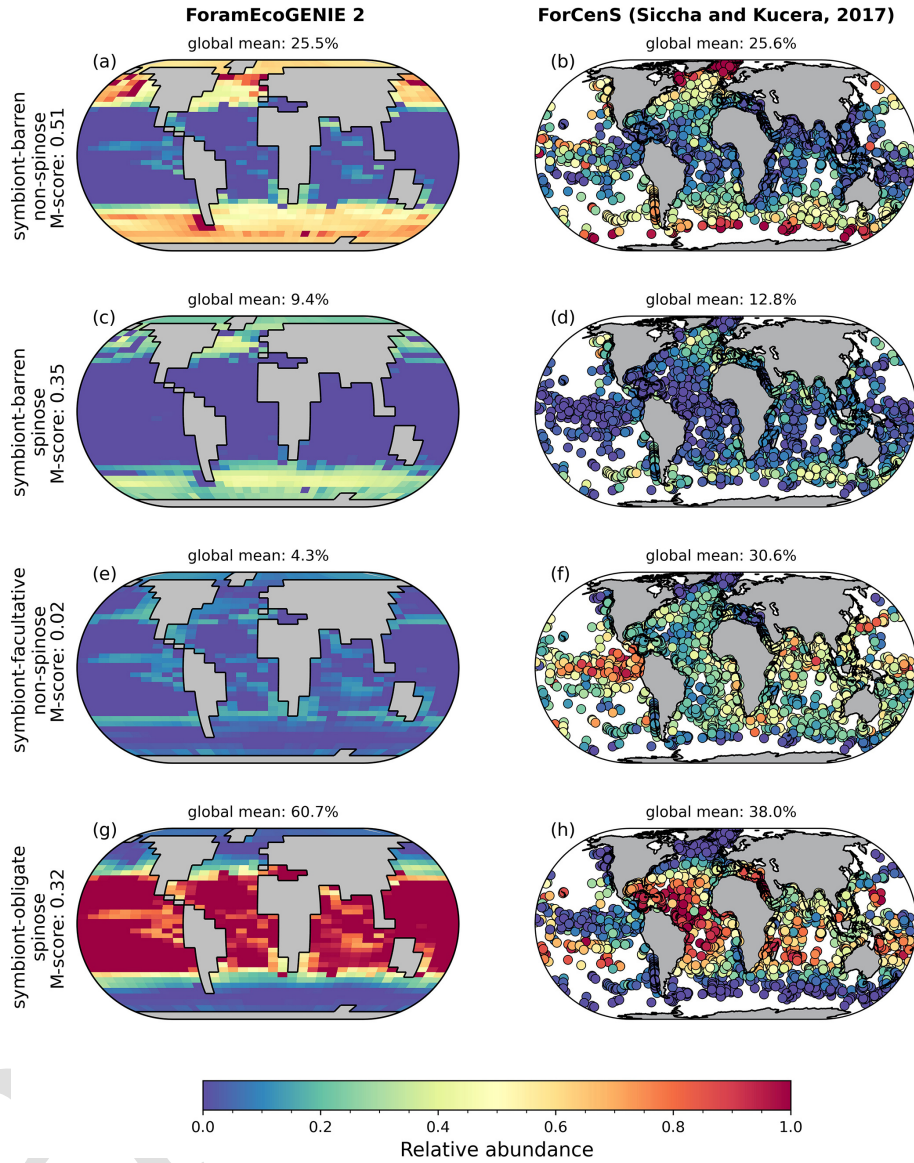 ForamEcoGENIE 2
ForCenS (Siccha and Kucera, 2017)
symbiont-barren
non-spinose
M-score: 0.51
(a)
global mean: 25.5%
(b)
global mean: 25.6%
symbiont-barren
spinose
M-score: 0.35
(c)
global mean: 9.4%
(d)
global mean: 12.8%
symbiont-facultative
non-spinose
M-score: 0.02
(e)
global mean: 4.3%
(f)
global mean: 30.6%
symbiont-obligate
spinose
M-score: 0.32
(g)
global mean: 60.7%
(h)
global mean: 38.0%
0.0 0.2 0.4 0.6 0.8 1.0
Relative abundance